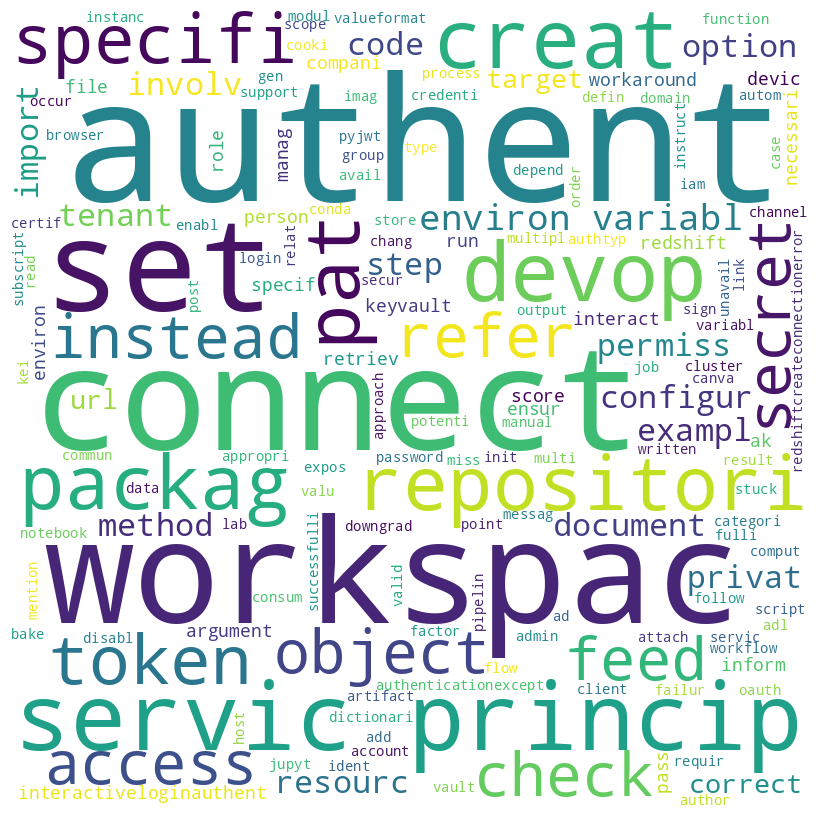 instanc modul valueformat function
specifi scope creat
cooki code option
compani
involv gen process target workaround devic
file support imag credenti defin domain autom
occur authent necessari
import browser role manag pyjwt type instruct case
group depend order iam
avail
certif tenant person conda store environ variabl channel
enabl relat chang run multipl authtyp redshift
subscript read set login pat step devop unavail link secret
post specif secur keyvault output interact sign variabl
kei environ instead refer permiss redshiftcreateconnectionerror
retriev job cluster
connect approach score configur canva
url ensur
potenti manual exampl written ak
commun appropri password miss init multi result
packag data expos repositori stuck
valu
notebook method lab downgrad point messag document categori
fulli
workspac successfulli valid pipelin comput
mention consum privat
follow script
bake disabl argument factor admin ad attach servic adl
token object flow feed workflow inform
authenticationexcept client failur oauth
artifact
servic princip host dictionari
add
access jupyt ident account check pass requir
resourc vault correct
interactiveloginauthent author